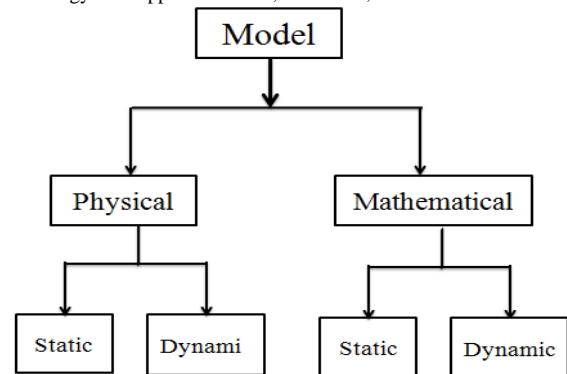 Model
Physical
Mathematical
Static
Dynami
Static
Dynamic